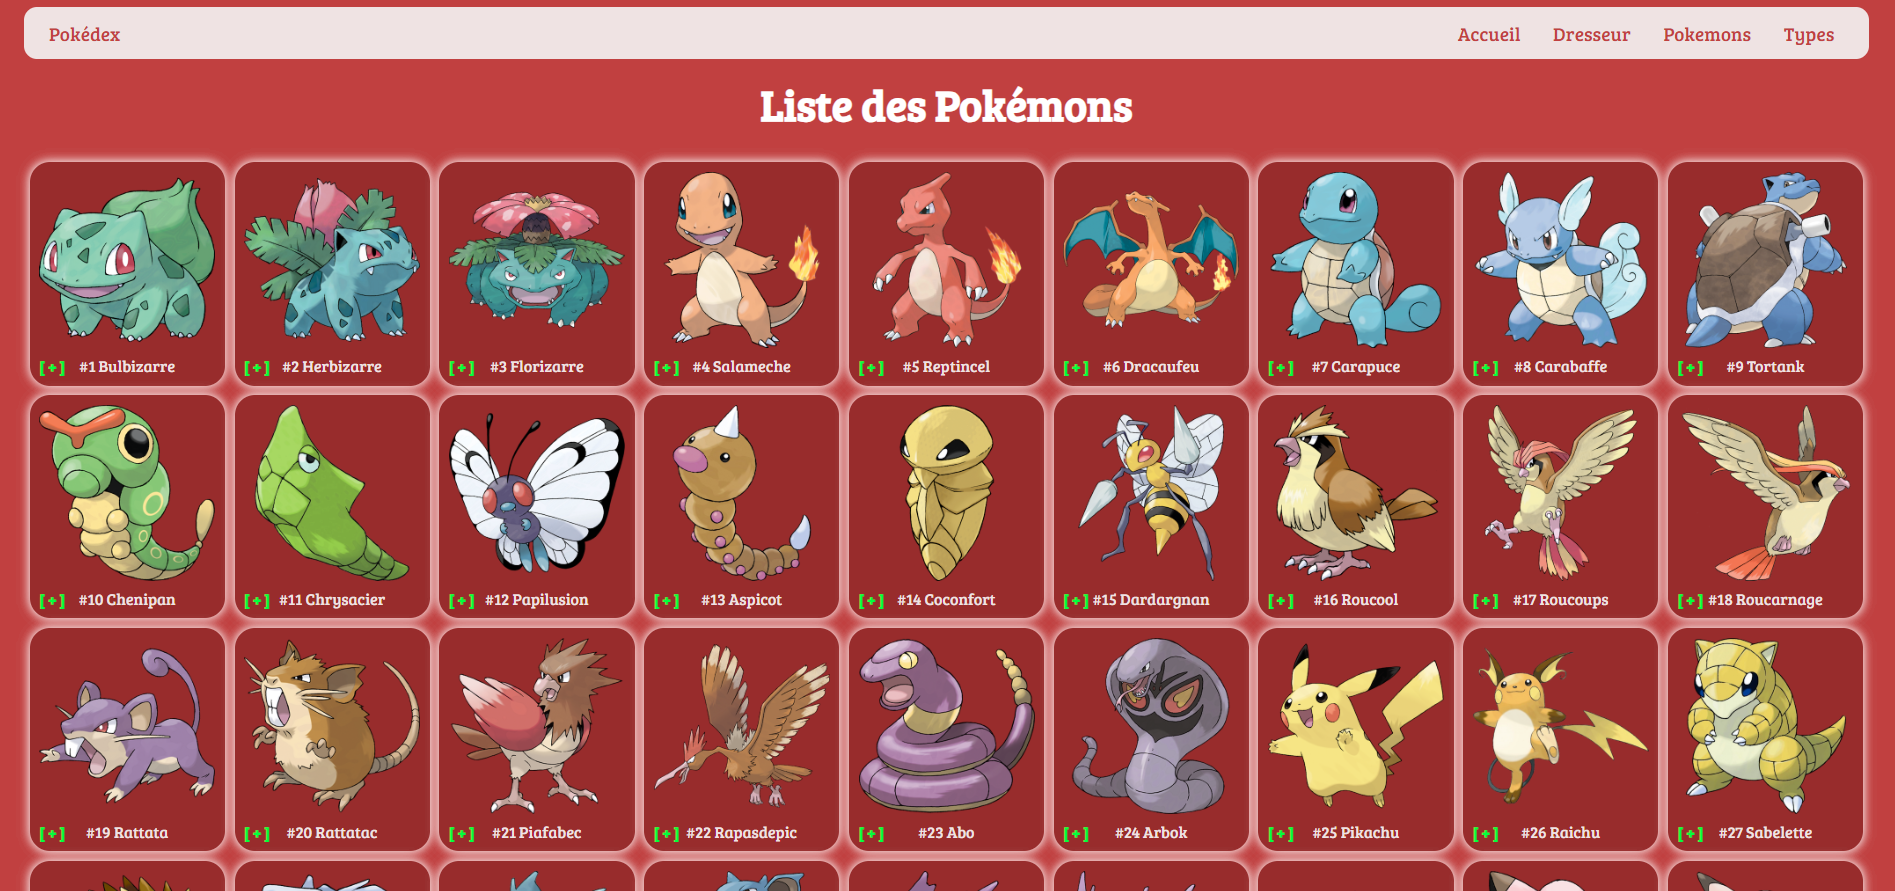 Pokédex Accueil Dresseur Pokemons Types
Liste des Pokémons
[+] #1 Bulbizarre [+] #2 Herbizarre [+] #3 Florizarre [+] #4 Salameche [+] #5 Reptincel [+] #6 Dracaufeu [+] #7 Carapuce [+] #8 Carabaffe [+] #9 Tortank
[+] #10 Chenipan [+] #11 Chrysacier [+] #12 Papilusion [+] #13 Aspicot [+] #14 Coconfort [+] #15 Dardargnan [+] #16 Roucool [+] #17 Roucoups [+] #18 Roucarnage
[+] #19 Rattata [+] #20 Rattatac [+] #21 Piafabec [+] #22 Rapasdepic [+] #23 Abo [+] #24 Arbok [+] #25 Pikachu [+] #26 Raichu [+] #27 Sabelette